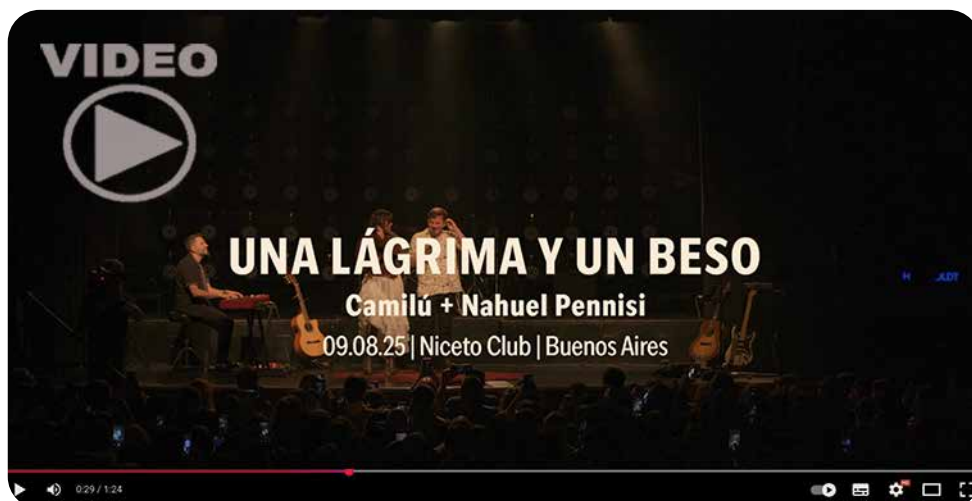 VIDEO
UNA LÁGRIMA Y UN BESO
Camilú + Nahuel Pennisi
09.08.25 | Niceto Club | Buenos Aires
0:29 / 1:24